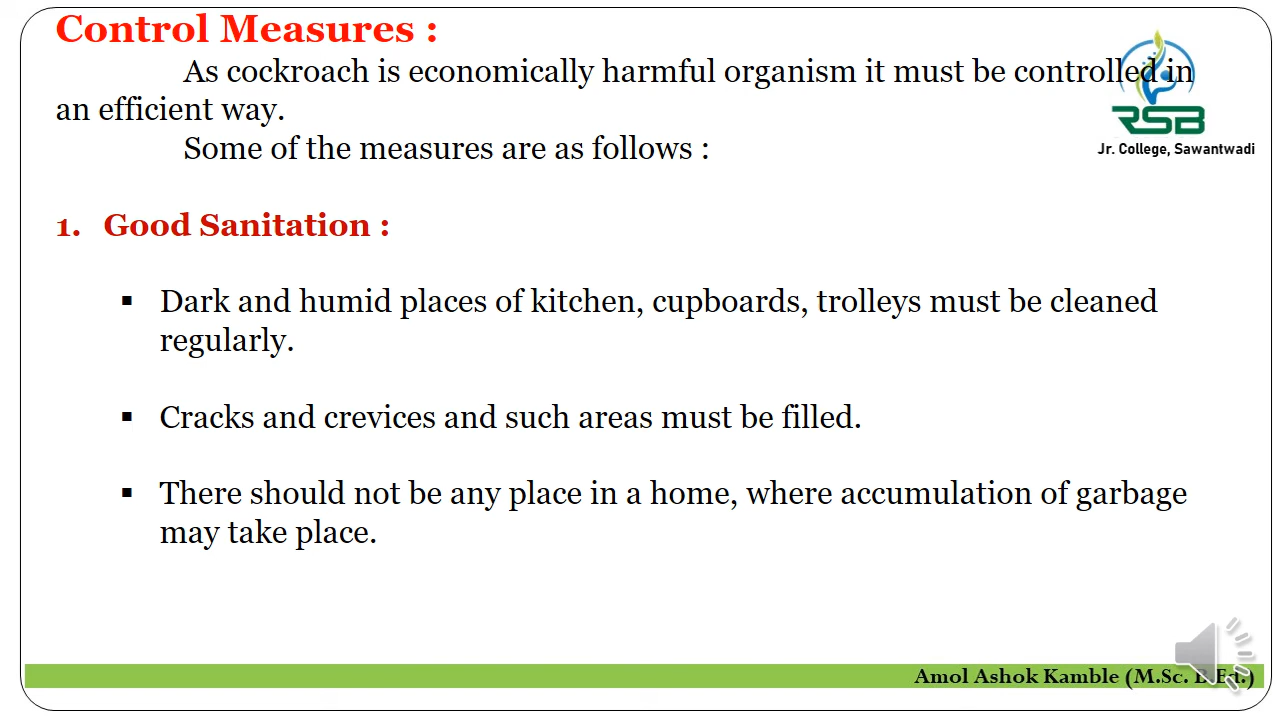 Control Measures :
As cockroach is economically harmful organism it must be controlled in
an efficient way.
Some of the measures are as follows :
RSB
Jr. College, Sawantwadi
1. Good Sanitation :
▪ Dark and humid places of kitchen, cupboards, trolleys must be cleaned
regularly.
▪ Cracks and crevices and such areas must be filled.
▪ There should not be any place in a home, where accumulation of garbage
may take place.
Amol Ashok Kamble (M.Sc. B.Ed.)